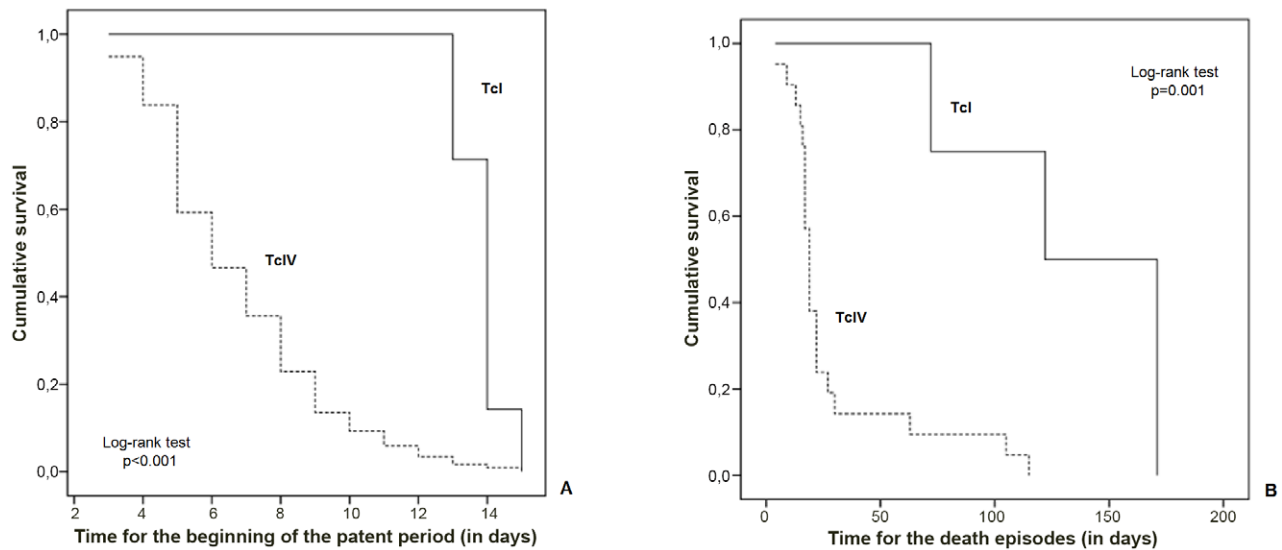 1,0
0,8
0,6
0,4
0,2
0,0
Cumulative survival
TcI
TcIV
Log-rank test
p<0.001
2 4 6 8 10 12 14
A
Time for the beginning of the patent period (in days)
1,0
0,8
0,6
0,4
0,2
0,0
Cumulative survival
Log-rank test
p=0.001
TcI
TcIV
0 50 100 150 200
B
Time for the death episodes (in days)